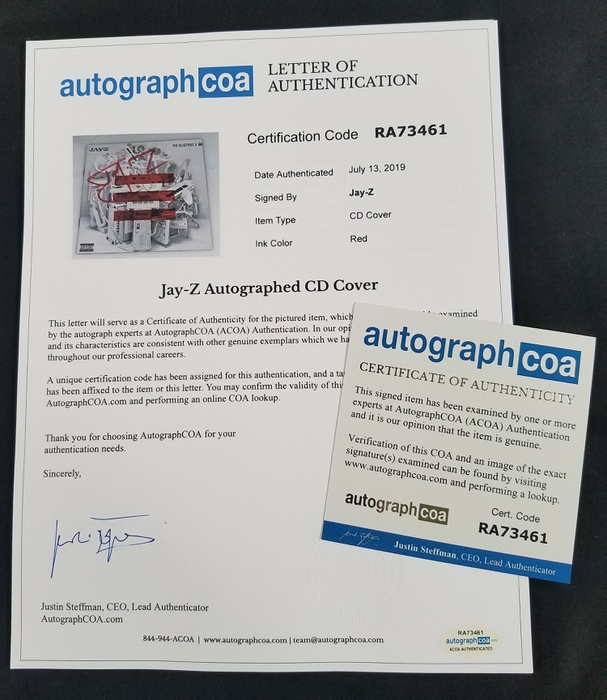 autographcoa
LETTER OF
AUTHENTICATION
JAY-Z
THE BLUEPRINT 3
Certification Code RA73461
Date Authenticated July 13, 2019
Signed By Jay-Z
Item Type CD Cover
Ink Color Red
Jay-Z Autographed CD Cover
This letter will serve as a Certificate of Authenticity for the pictured item, which examined
by the autograph experts at AutographCOA (ACOA) Authentication. In our
and its characteristics are consistent with other genuine exemplars which we
throughout our professional careers.
A unique certification code has been assigned for this authentication, and a
has been affixed to the item or this letter. You may confirm the validity of
AutographCOA.com and performing an online COA lookup.
Thank you for choosing AutographCOA for your
authentication needs.
Sincerely,
Justin Steffman, CEO, Lead Authenticator
AutographCOA.com
844-944-ACOA | www.autographcoa.com | team@autographcoa.com
RA73461
autographcoa
ACOA AUTHENTICATED
autographcoa
CERTIFICATE OF AUTHENTICITY
This signed item has been examined by one or more
experts at AutographCOA (ACOA) Authentication
and it is our opinion that the item is genuine.
Verification of this COA and an image of the exact
signature(s) examined can be found by visiting
www.autographcoa.com and performing a lookup.
autographcoa
Cert. Code
RA73461
Justin Steffman, CEO, Lead Authenticator